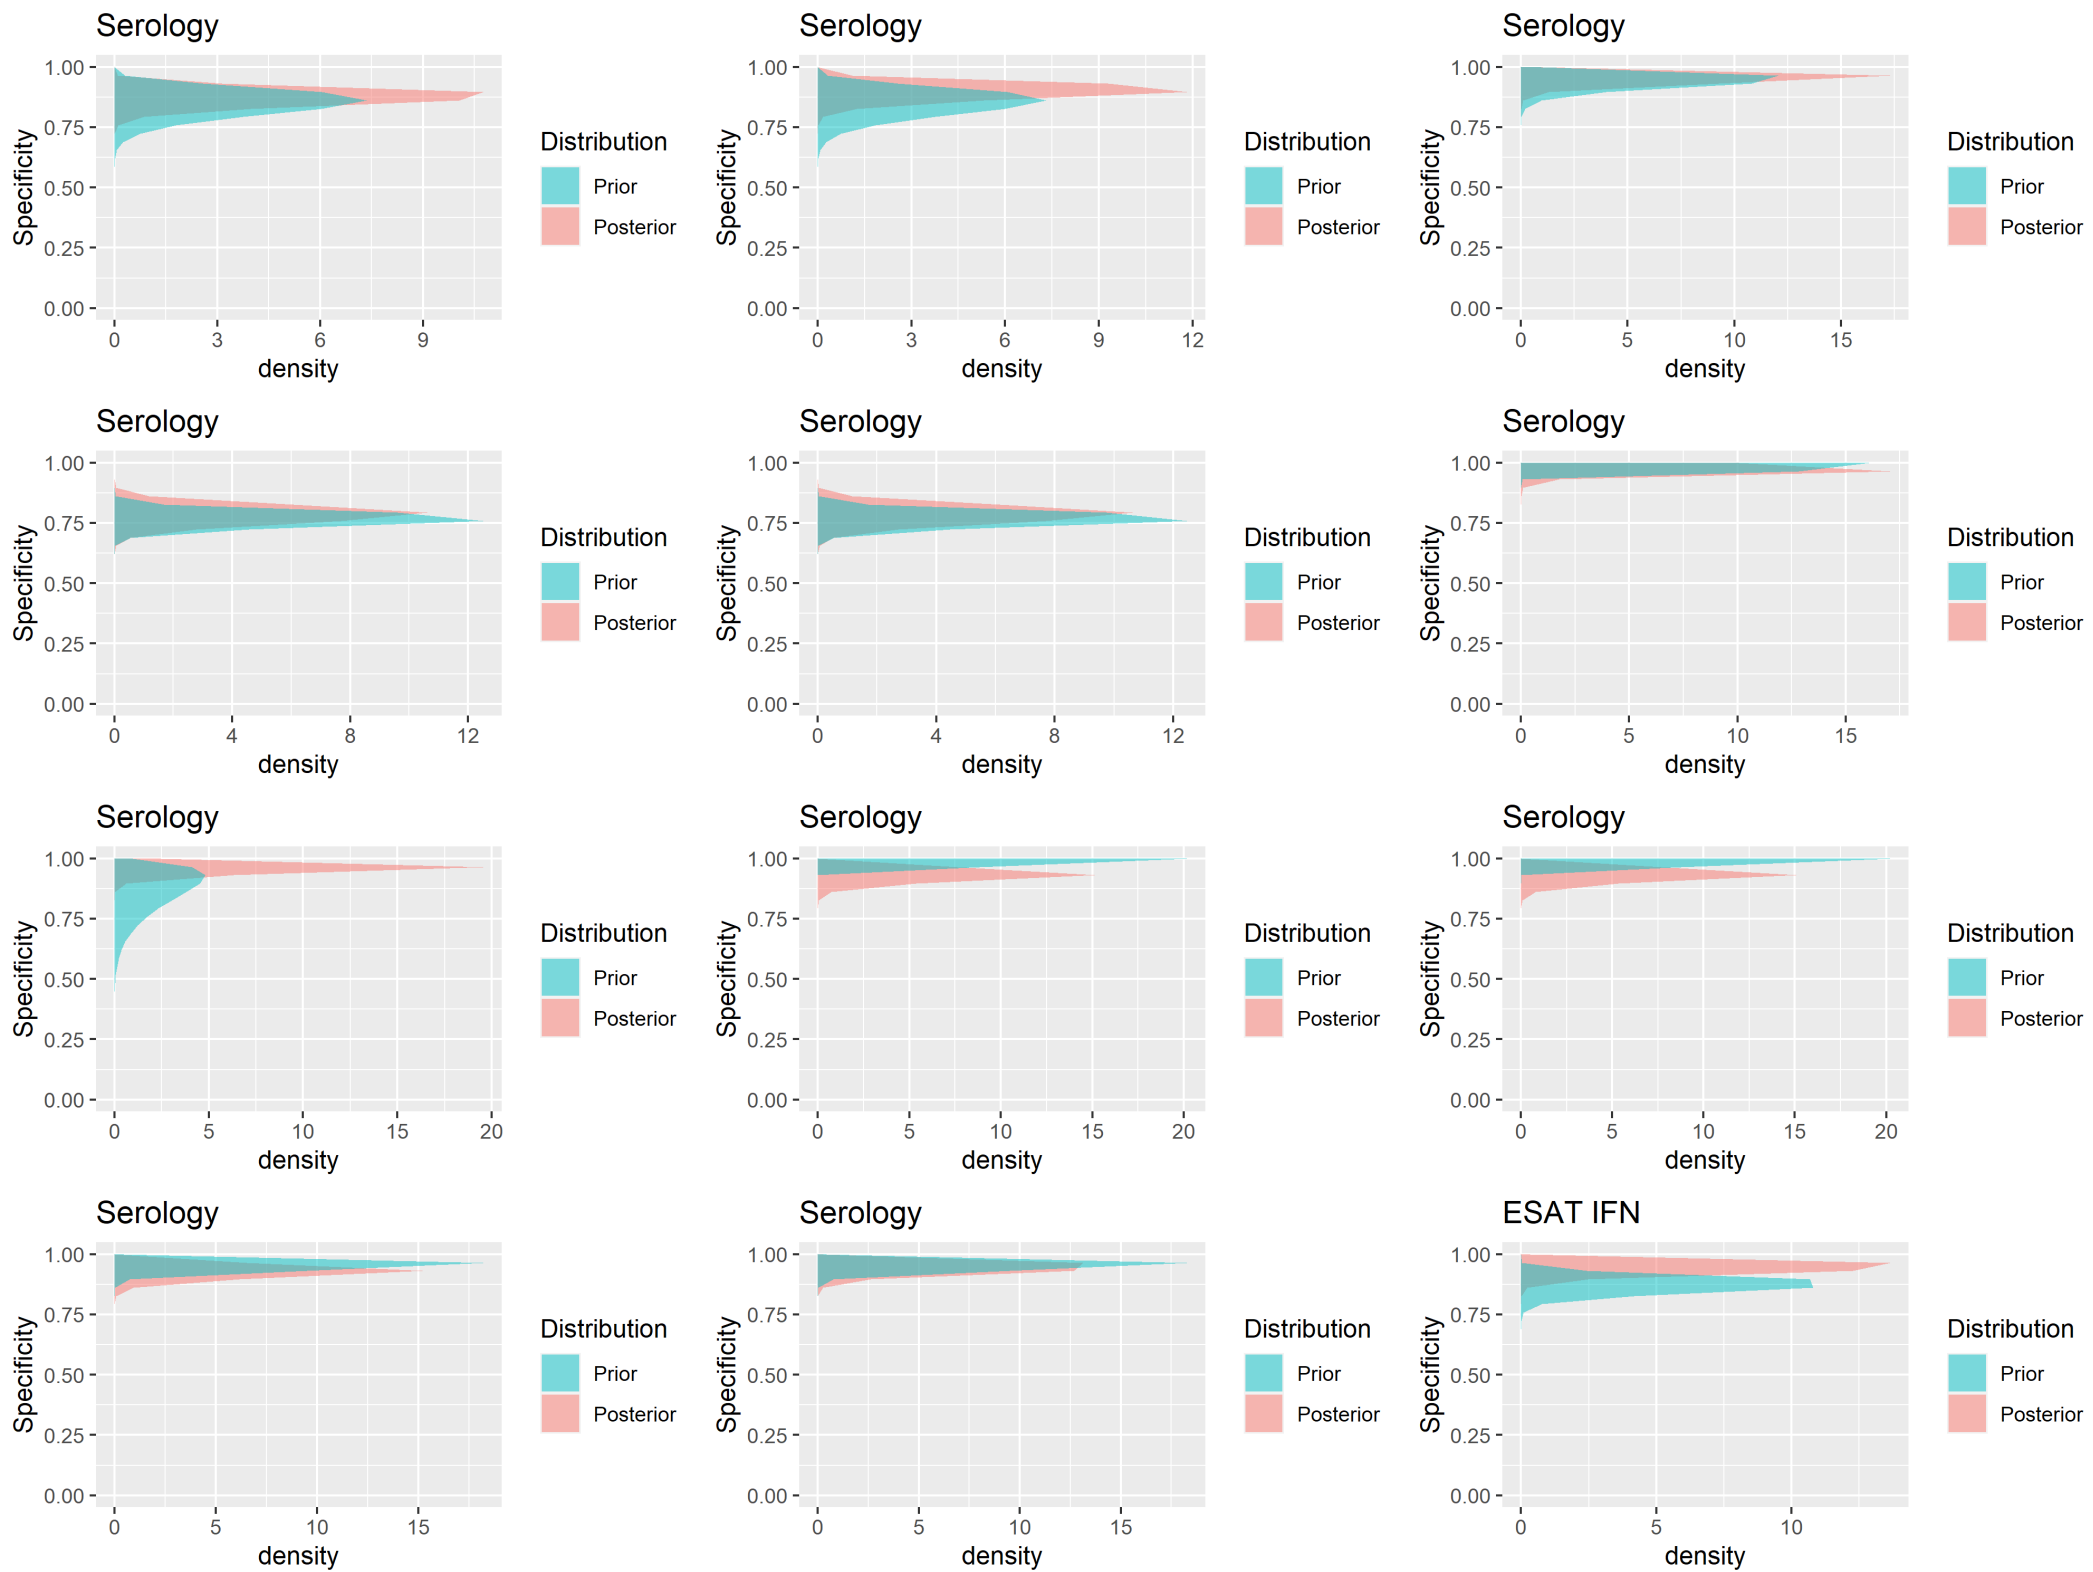 Serology
1.00
0.75
0.50
0.25
0.00
Specificity
0 3 6 9
density
Distribution
Prior
Posterior
Serology
1.00
0.75
0.50
0.25
0.00
Specificity
0 3 6 9 12
density
Distribution
Prior
Posterior
Serology
1.00
0.75
0.50
0.25
0.00
Specificity
0 5 10 15
density
Distribution
Prior
Posterior
Serology
1.00
0.75
0.50
0.25
0.00
Specificity
0 4 8 12
density
Distribution
Prior
Posterior
Serology
1.00
0.75
0.50
0.25
0.00
Specificity
0 4 8 12
density
Distribution
Prior
Posterior
Serology
1.00
0.75
0.50
0.25
0.00
Specificity
0 5 10 15
density
Distribution
Prior
Posterior
Serology
1.00
0.75
0.50
0.25
0.00
Specificity
0 5 10 15 20
density
Distribution
Prior
Posterior
Serology
1.00
0.75
0.50
0.25
0.00
Specificity
0 5 10 15 20
density
Distribution
Prior
Posterior
Serology
1.00
0.75
0.50
0.25
0.00
Specificity
0 5 10 15 20
density
Distribution
Prior
Posterior
Serology
1.00
0.75
0.50
0.25
0.00
Specificity
0 5 10 15
density
Distribution
Prior
Posterior
Serology
1.00
0.75
0.50
0.25
0.00
Specificity
0 5 10 15
density
Distribution
Prior
Posterior
ESAT IFN
1.00
0.75
0.50
0.25
0.00
Specificity
0 5 10
density
Distribution
Prior
Posterior